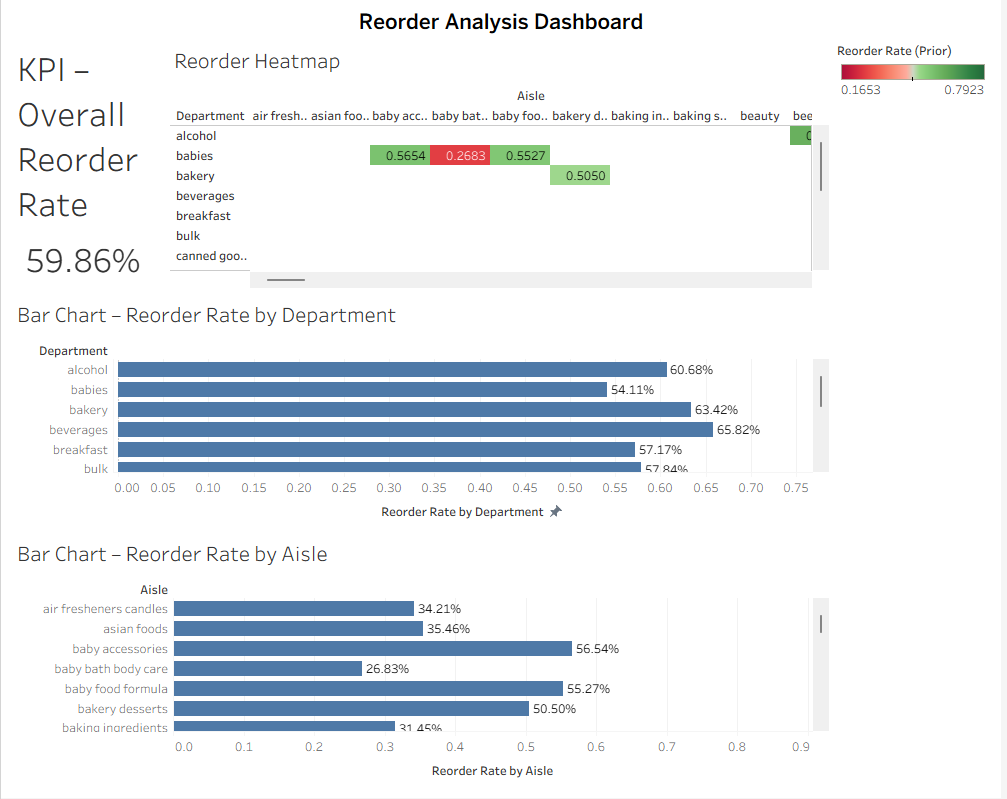 Reorder Analysis Dashboard
KPI –
Overall
Reorder
Rate
59.86%
Reorder Heatmap
Aisle
Department air fresh.. asian foo.. baby acc.. baby bat.. baby foo.. bakery d.. baking in.. baking s.. beauty bee
alcohol
babies 0.5654 0.2683 0.5527
bakery 0.5050
beverages
breakfast
bulk
canned goo..
Reorder Rate (Prior)
0.1653 0.7923
Bar Chart – Reorder Rate by Department
Department
alcohol 60.68%
babies 54.11%
bakery 63.42%
beverages 65.82%
breakfast 57.17%
bulk 57.84%
0.00 0.05 0.10 0.15 0.20 0.25 0.30 0.35 0.40 0.45 0.50 0.55 0.60 0.65 0.70 0.75
Reorder Rate by Department
Bar Chart – Reorder Rate by Aisle
Aisle
air fresheners candles 34.21%
asian foods 35.46%
baby accessories 56.54%
baby bath body care 26.83%
baby food formula 55.27%
bakery desserts 50.50%
baking ingredients 31.45%
0.0 0.1 0.2 0.3 0.4 0.5 0.6 0.7 0.8 0.9
Reorder Rate by Aisle